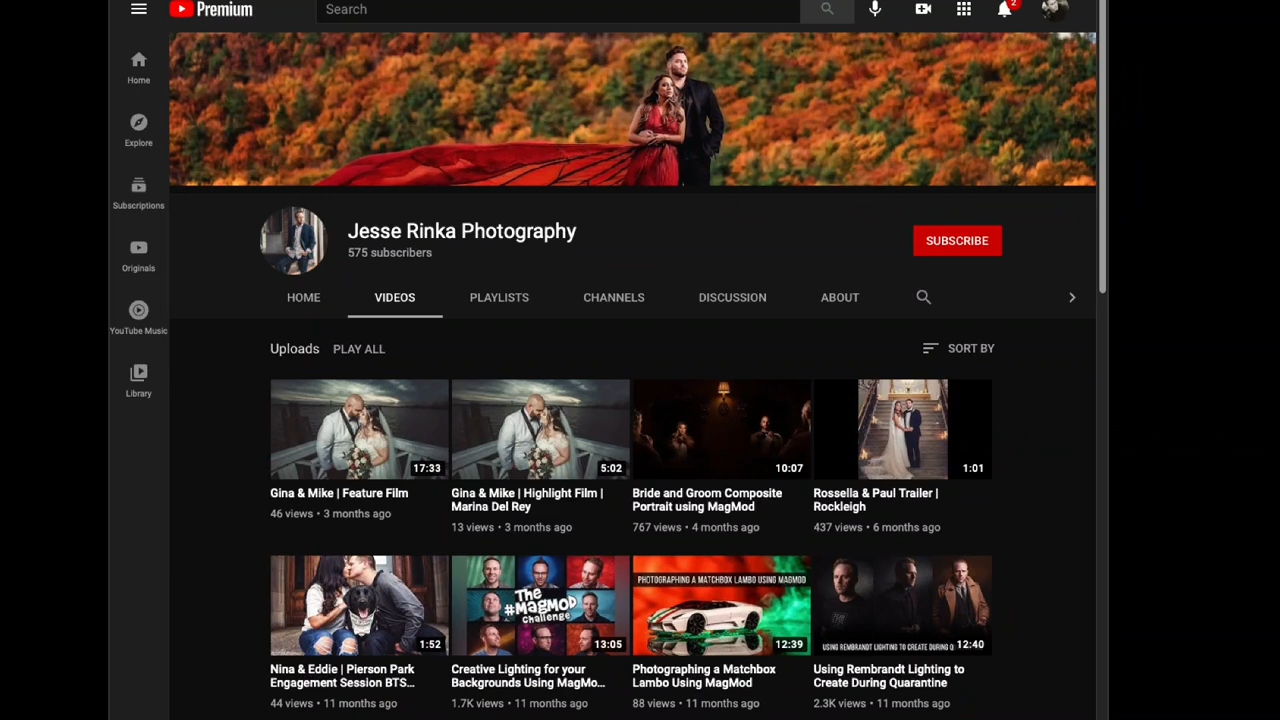 Premium
Search
2
Home
Explore
Subscriptions
Originals
YouTube Music
Library
Jesse Rinka Photography
575 subscribers
SUBSCRIBE
HOME VIDEOS PLAYLISTS CHANNELS DISCUSSION ABOUT
Uploads PLAY ALL SORT BY
17:33
5:02
10:07
1:01
Gina & Mike | Feature Film
46 views • 3 months ago
Gina & Mike | Highlight Film |
Marina Del Rey
13 views • 3 months ago
Bride and Groom Composite
Portrait using MagMod
767 views • 4 months ago
Rossella & Paul Trailer |
Rockleigh
437 views • 6 months ago
1:52
The
#MAGMOD
challenge
13:05
PHOTOGRAPHING A MATCHBOX LAMBO USING MAGMOD
12:39
USING REMBRANDT LIGHTING TO CREATE DURING Q
12:40
Nina & Eddie | Pierson Park
Engagement Session BTS...
44 views • 11 months ago
Creative Lighting for your
Backgrounds Using MagMo...
1.7K views • 11 months ago
Photographing a Matchbox
Lambo Using MagMod
88 views • 11 months ago
Using Rembrandt Lighting to
Create During Quarantine
2.3K views • 11 months ago